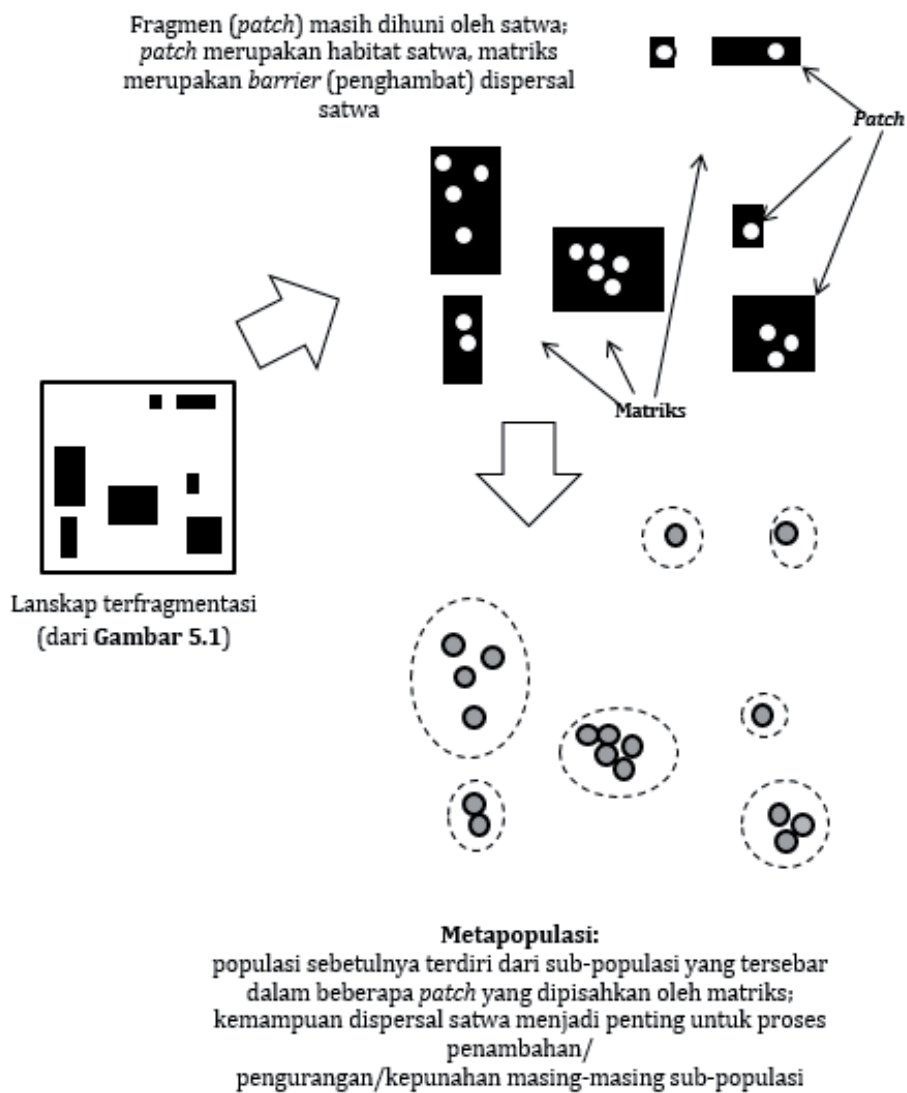 Fragmen (patch) masih dihuni oleh satwa;
patch merupakan habitat satwa, matriks
merupakan barrier (penghambat) dispersal
satwa
Patch
Matriks
Lanskap terfragmentasi
(dari Gambar 5.1)
Metapopulasi:
populasi sebetulnya terdiri dari sub-populasi yang tersebar
dalam beberapa patch yang dipisahkan oleh matriks;
kemampuan dispersal satwa menjadi penting untuk proses
penambahan/
pengurangan/kepunahan masing-masing sub-populasi